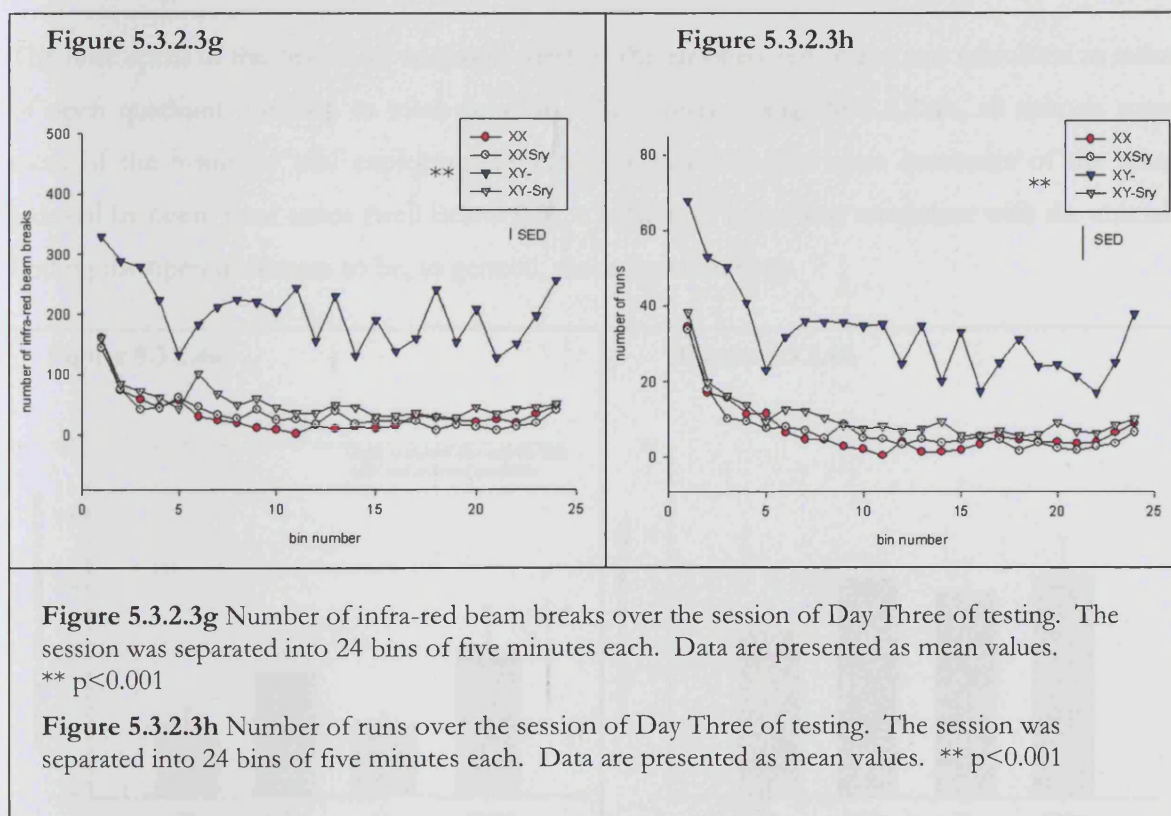 Figure 5.3.2.3g
500
400
300
200
100
0
number of infra-red beam breaks
0 5 10 15 20 25
bin number
**
XX
XXSry
XY-
XY-Sry
SED
Figure 5.3.2.3h
80
60
40
20
0
number of runs
0 5 10 15 20 25
bin number
**
XX
XXSry
XY-
XY-Sry
SED
Figure 5.3.2.3g Number of infra-red beam breaks over the session of Day Three of testing. The
session was separated into 24 bins of five minutes each. Data are presented as mean values.
** p<0.001
Figure 5.3.2.3h Number of runs over the session of Day Three of testing. The session was
separated into 24 bins of five minutes each. Data are presented as mean values. ** p<0.001